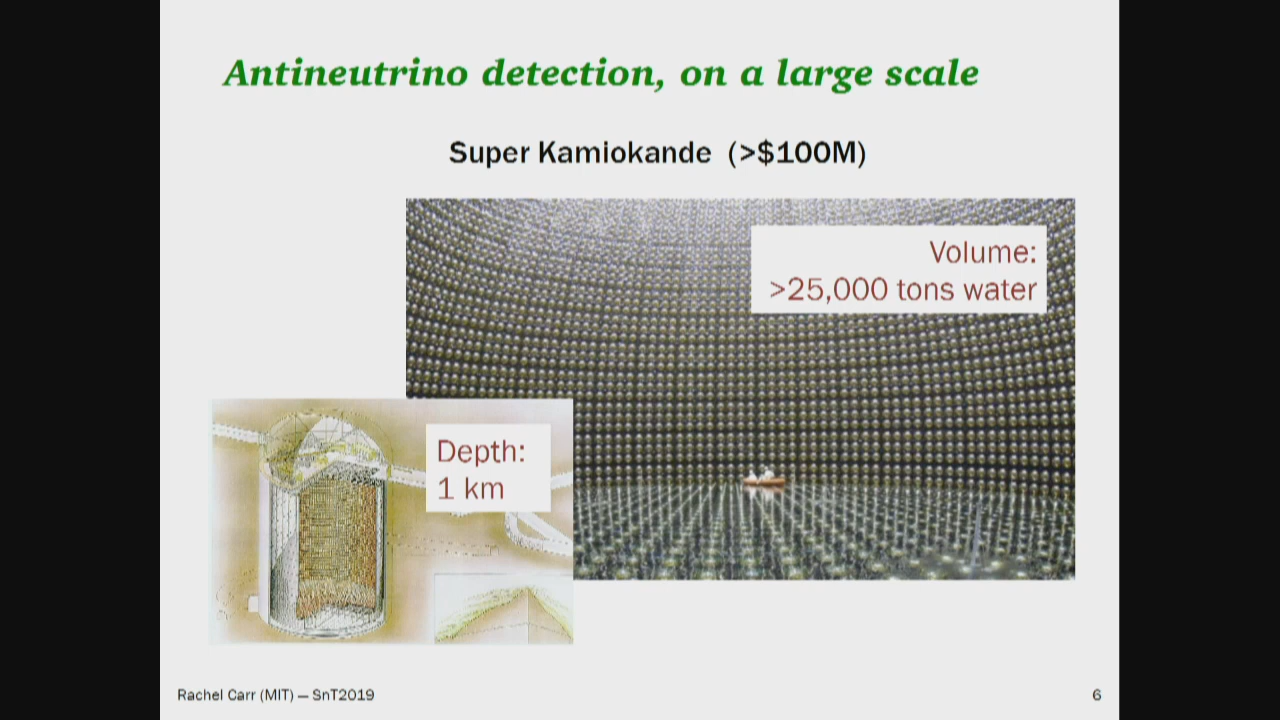 Antineutrino detection, on a large scale
Super Kamiokande (>$100M)
Volume:
>25,000 tons water
Depth:
1 km
Rachel Carr (MIT) — SnT2019
6